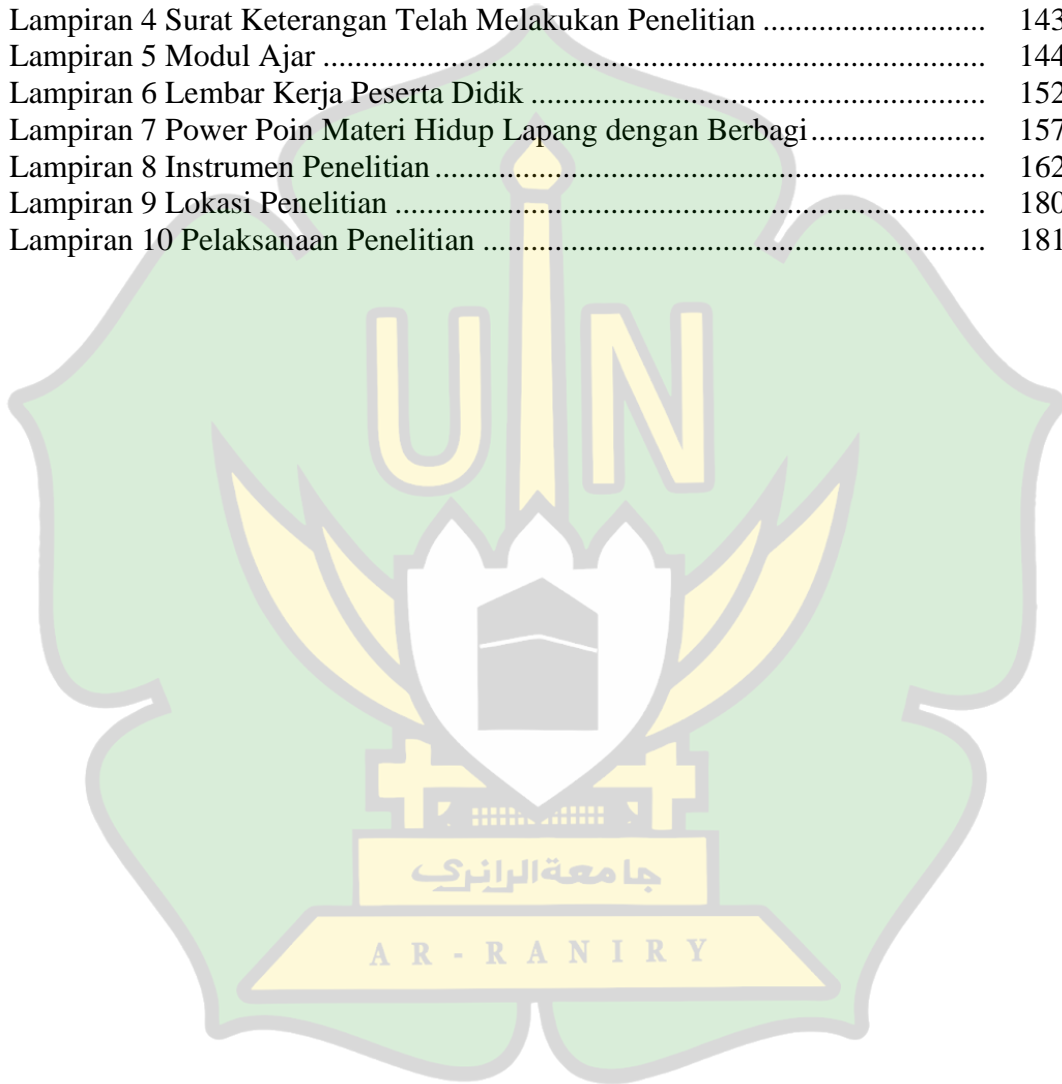 Lampiran 4 Surat Keterangan Telah Melakukan Penelitian ........................... 143
Lampiran 5 Modul Ajar ................................................................................ 144
Lampiran 6 Lembar Kerja Peserta Didik ....................................................... 152
Lampiran 7 Power Poin Materi Hidup Lapang dengan Berbagi ..................... 157
Lampiran 8 Instrumen Penelitian ................................................................... 162
Lampiran 9 Lokasi Penelitian ........................................................................ 180
Lampiran 10 Pelaksanaan Penelitian ............................................................. 181
UIN
جامعة الرانري
AR-RANIRY